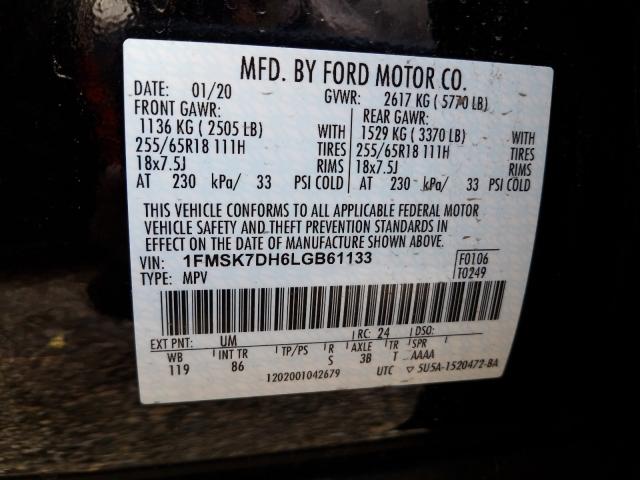 MFD. BY FORD MOTOR CO.
DATE: 01/20 GVWR: 2617 KG ( 5770 LB)
FRONT GAWR: REAR GAWR:
1136 KG ( 2505 LB) WITH 1529 KG ( 3370 LB) WITH
255/65R18 111H TIRES 255/65R18 111H TIRES
18x7.5J RIMS 18x7.5J RIMS
AT 230 kPa/ 33 PSI COLD AT 230 kPa/ 33 PSI COLD
THIS VEHICLE CONFORMS TO ALL APPLICABLE FEDERAL MOTOR
VEHICLE SAFETY AND THEFT PREVENTION STANDARDS IN
EFFECT ON THE DATE OF MANUFACTURE SHOWN ABOVE.
VIN: 1FMSK7DH6LGB61133 F0106
TYPE: MPV T0249
EXT PNT: UM RC: 24 DSO:
WB INT TR TP/PS R AXLE TR SPR
119 86 S 3B T AAAA
1202001042679 UTC ▽ 5U5A-1520472-BA